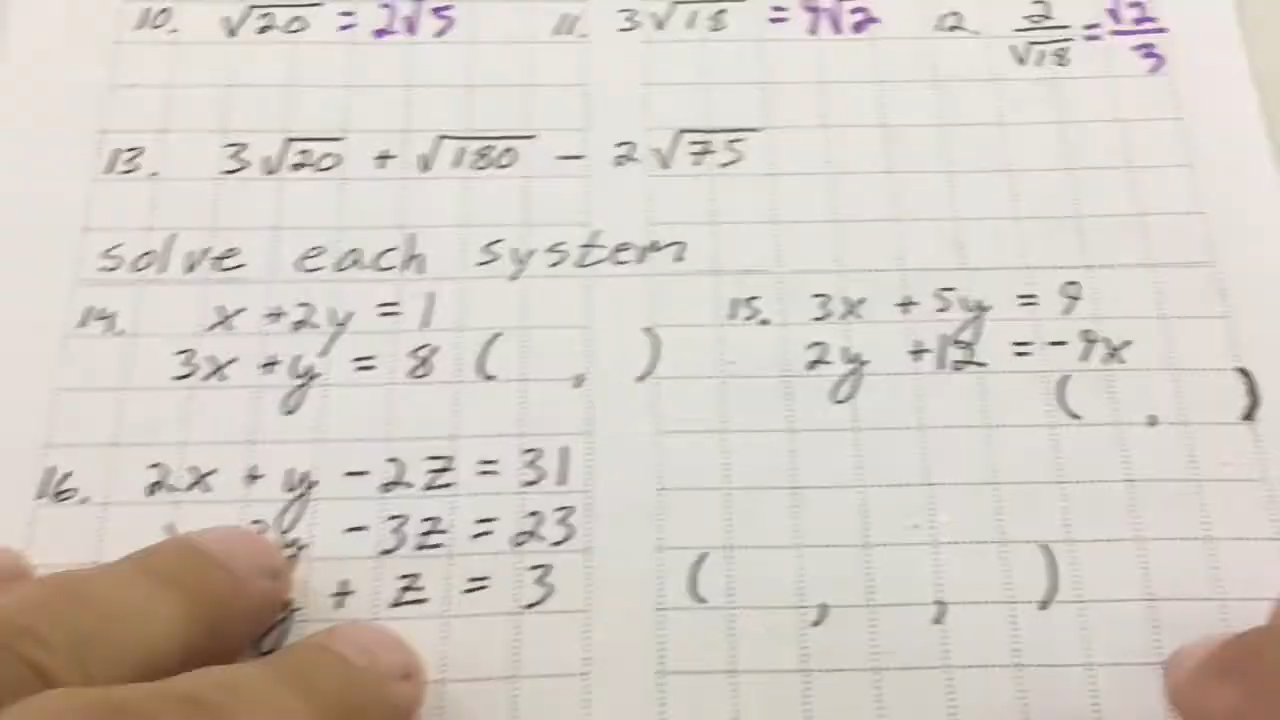 10. √20 = 2√5 11. 3√18 = 9√2 12. 2/√18 = √2/3
13. 3√20 + √180 - 2√75
solve each system
14. x + 2y = 1
3x + y = 8 ( , )
15. 3x + 5y = 9
2y + 12 = -9x
( , )
16. 2x + y - 2z = 31
- 3z = 23
+ z = 3 ( , , )